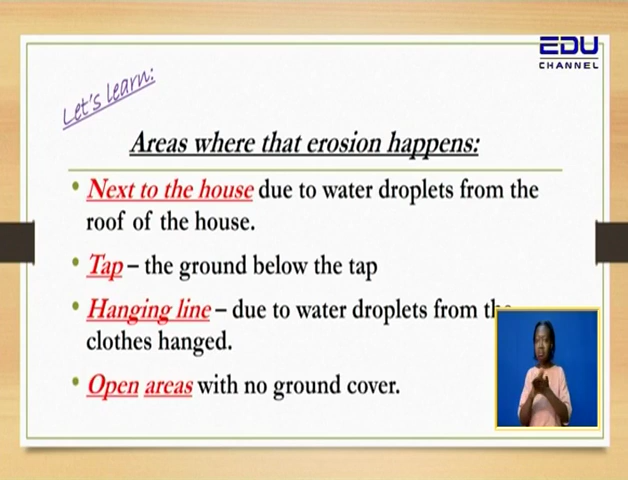 EDU
CHANNEL
Let's learn:
Areas where that erosion happens:
• Next to the house due to water droplets from the
roof of the house.
• Tap – the ground below the tap
• Hanging line – due to water droplets from
clothes hanged.
• Open areas with no ground cover.